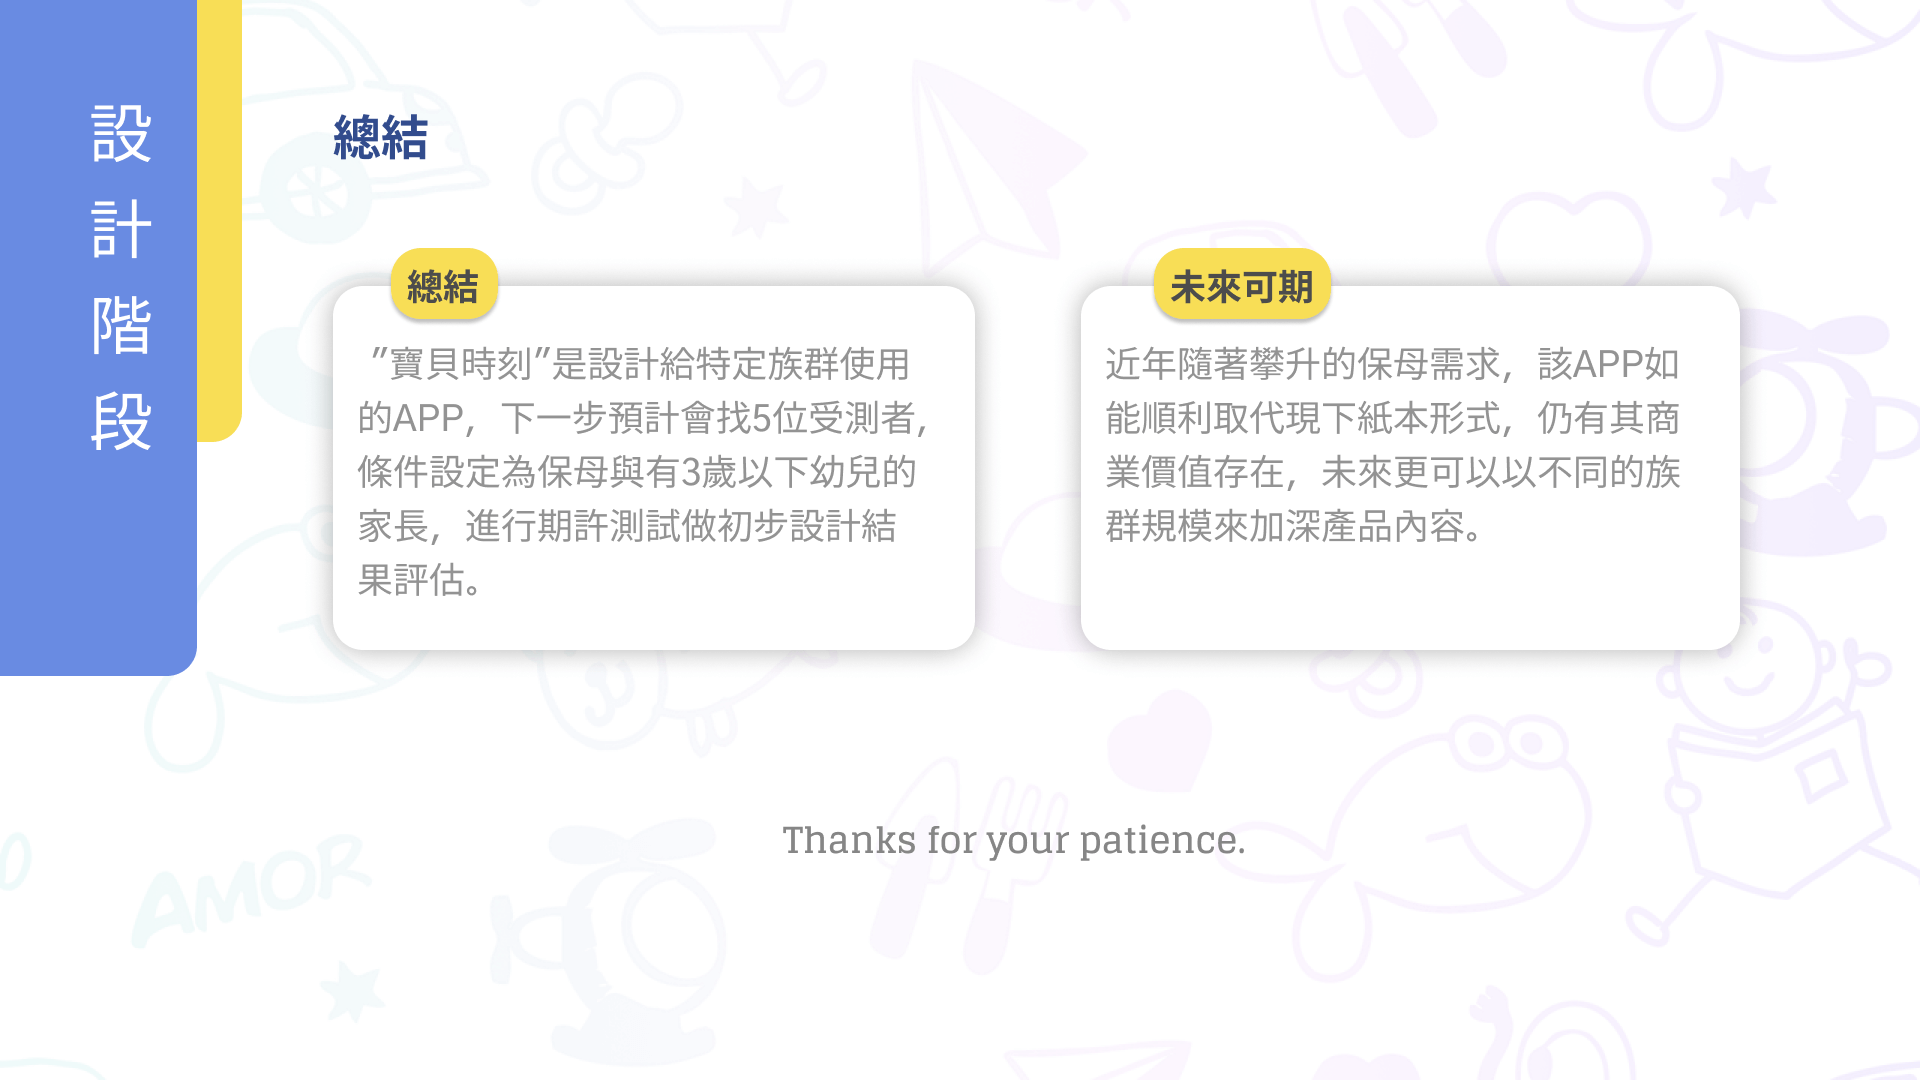 設計階段
總結
總結
”寶貝時刻”是設計給特定族群使用
的APP，下一步預計會找5位受測者,
條件設定為保母與有3歲以下幼兒的
家長，進行期許測試做初步設計結
果評估。
未來可期
近年隨著攀升的保母需求，該APP如
能順利取代現下紙本形式，仍有其商
業價值存在，未來更可以以不同的族
群規模來加深產品內容。
Thanks for your patience.
AMOR